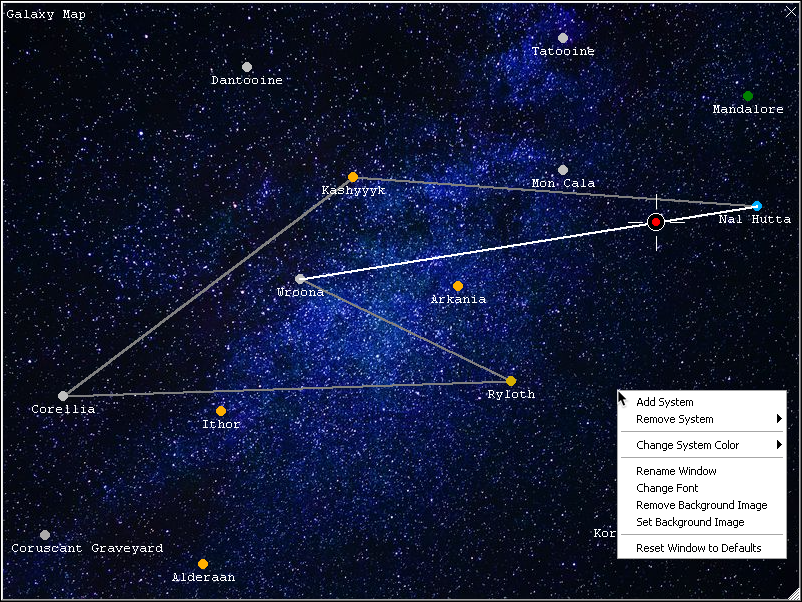 Galaxy Map
Tatooine
Dantooine
Mandalore
Mon Cala
Kashyyyk
Nal Hutta
Wroona
Arkania
Ryloth
Corellia
Ithor
Add System
Remove System
Change System Color
Rename Window
Change Font
Remove Background Image
Set Background Image
Kor
Coruscant Graveyard
Reset Window to Defaults
Alderaan